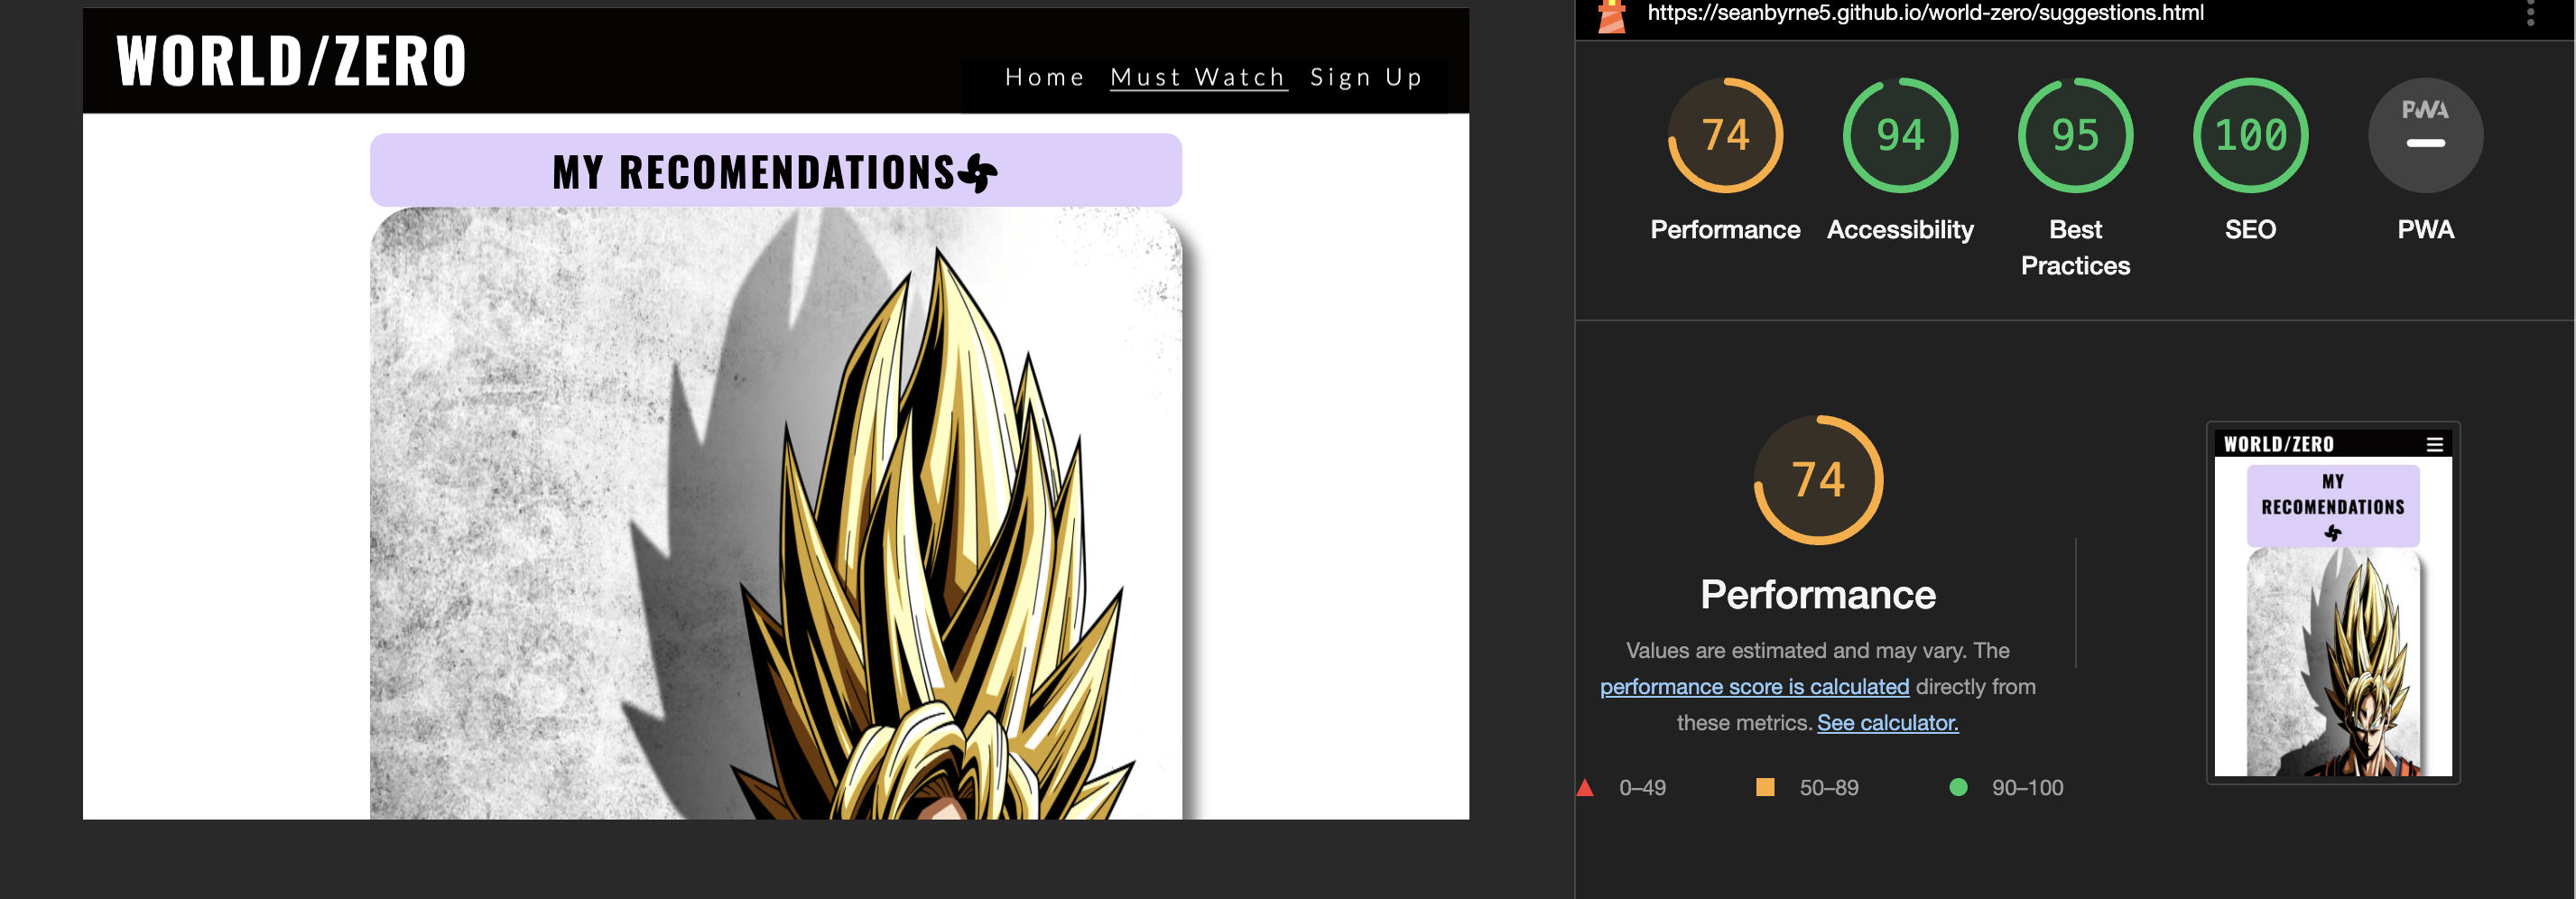 WORLD/ZERO
Home Must Watch Sign Up
MY RECOMENDATIONS
https://seanbyrne5.github.io/world-zero/suggestions.html
74 94 95 100 PWA
Performance Accessibility Best Practices SEO PWA
74
Performance
Values are estimated and may vary. The
performance score is calculated directly from
these metrics. See calculator.
0–49 50–89 90–100
WORLD/ZERO
MY
RECOMENDATIONS